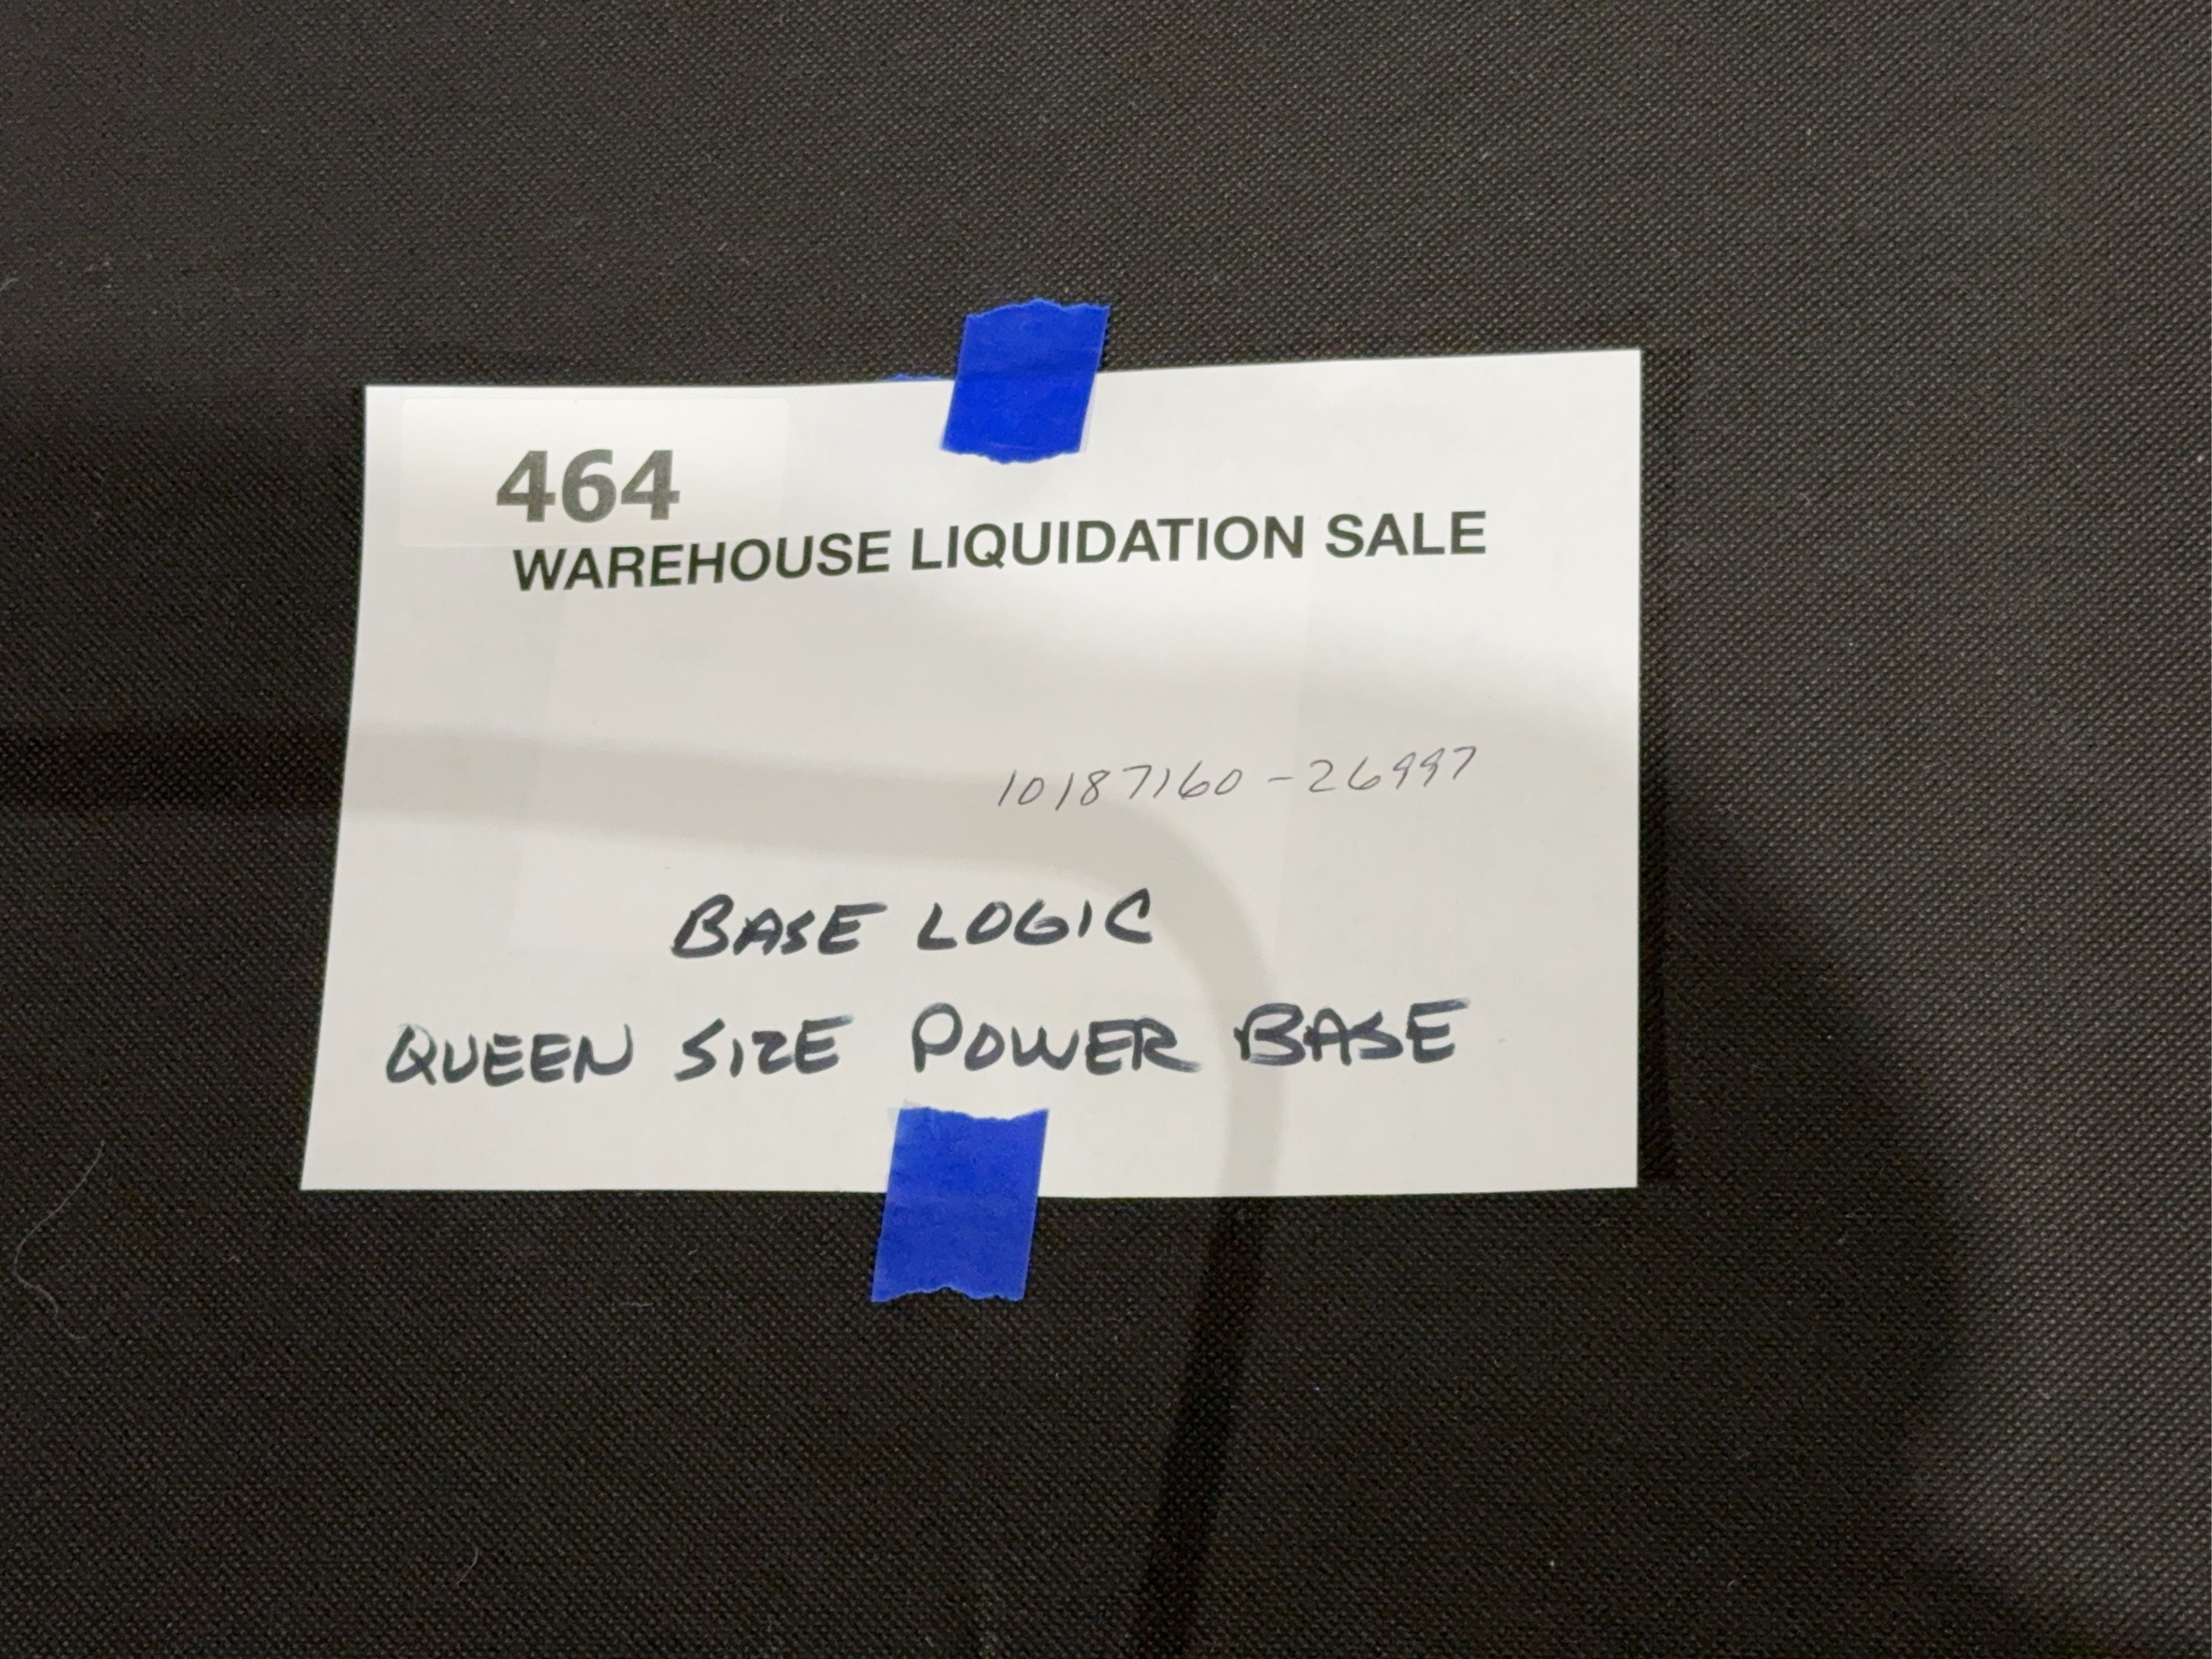 464
WAREHOUSE LIQUIDATION SALE
10187160-26997
BASE LOGIC
QUEEN SIZE POWER BASE